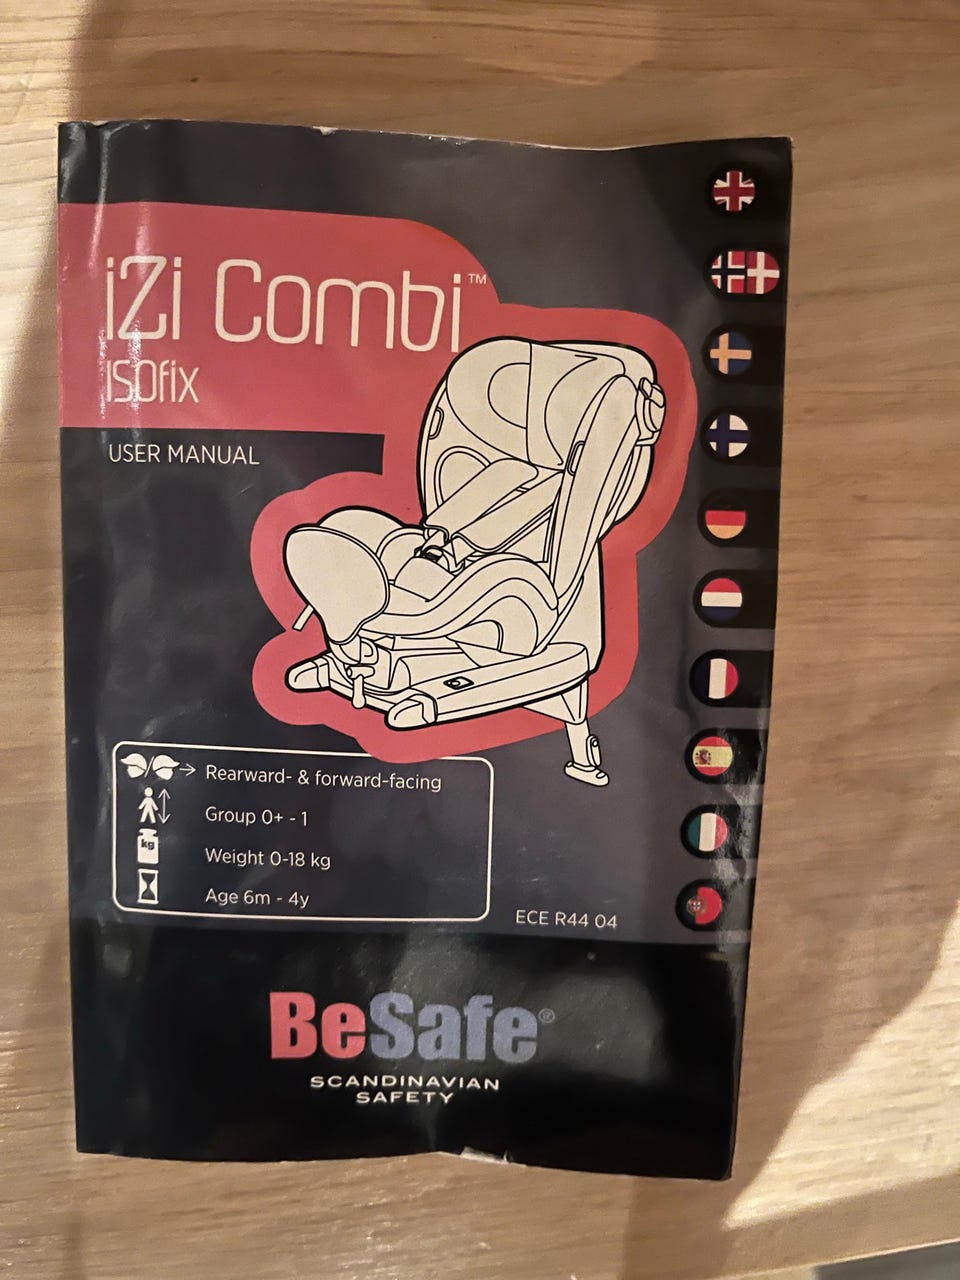 iZi Combi™
ISOfix
USER MANUAL
Rearward- & forward-facing
Group 0+ - 1
kg
Weight 0-18 kg
Age 6m - 4y
ECE R44 04
BeSafe®
SCANDINAVIAN
SAFETY